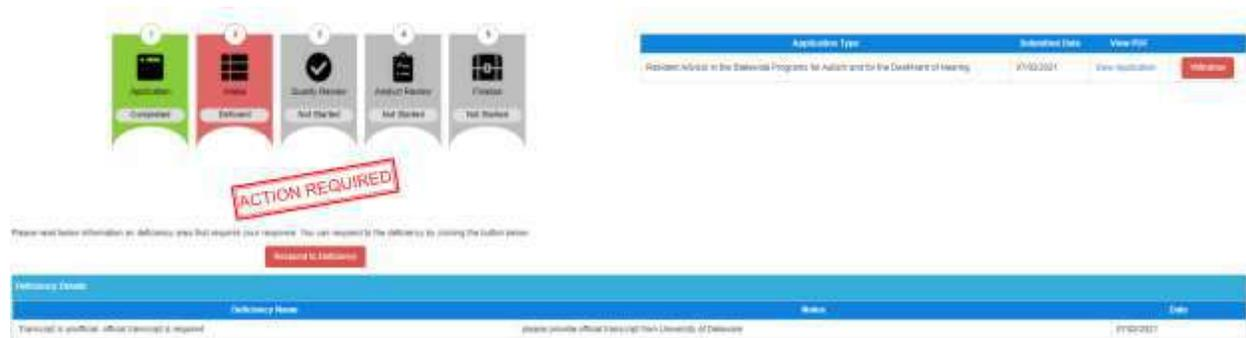 1 2 3 4 5
Application Intake Quality Review Analyst Review Finalize
Completed Deficient Not Started Not Started Not Started
ACTION REQUIRED
Please read below information on deficiency area that requires your response. You can respond to the deficiency by clicking the button below
Respond to Deficiency
Application Type Submitted Date View PDF
Resident Advisor in the Statewide Programs for Autism and for the Deaf/Hard of Hearing 07/02/2021 View Application Withdraw
Deficiency Details
Deficiency Name Notes Date
Transcript is unofficial, official transcript is required please provide official transcript from University of Delaware 07/02/2021